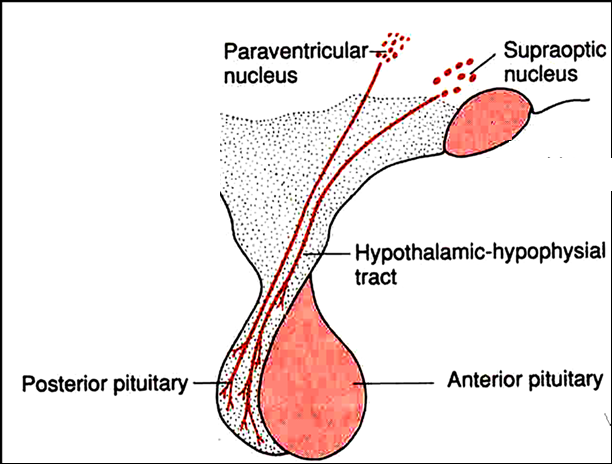 Paraventricular
nucleus
Supraoptic
nucleus
Hypothalamic-hypophysial
tract
Posterior pituitary
Anterior pituitary